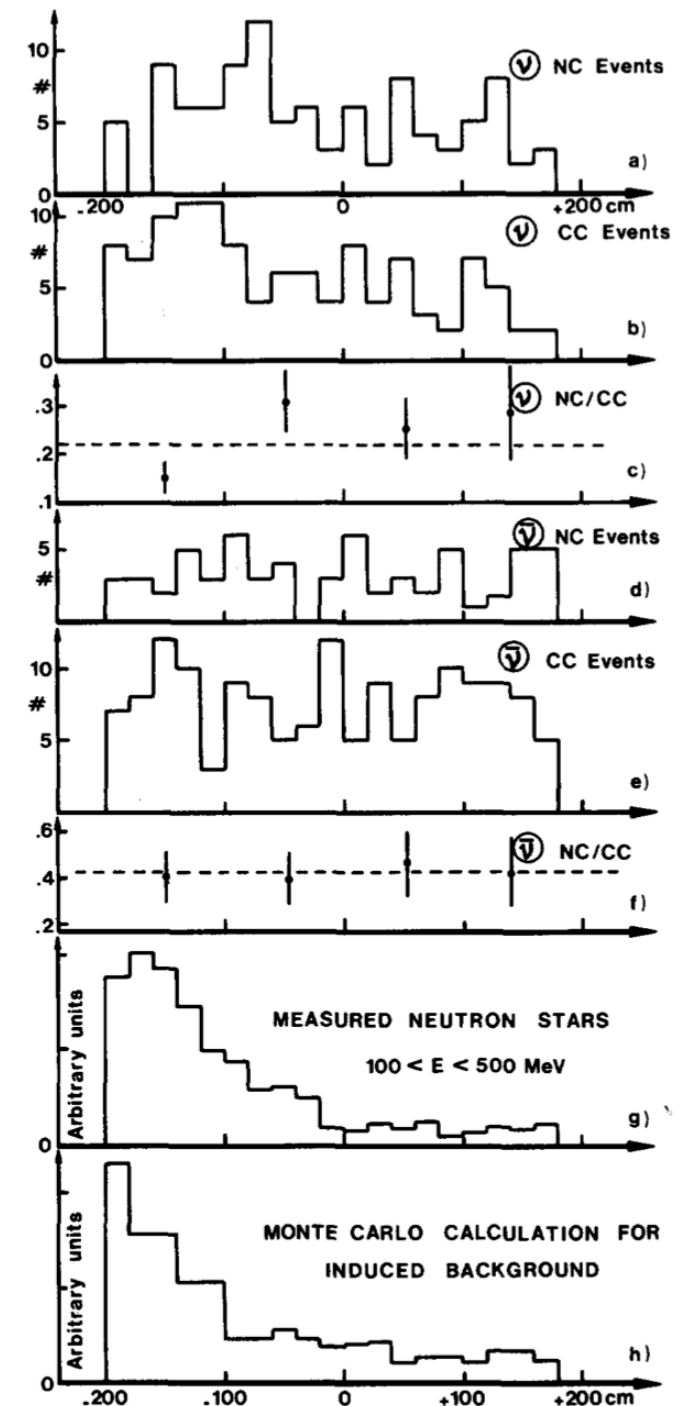 10
#
5
0
ν NC Events
a)
-200 0 +200 cm
10
#
5
0
ν CC Events
b)
.3
.2
.1
ν NC/CC
c)
5
#
ν̅ NC Events
d)
10
#
5
ν̅ CC Events
e)
.6
.4
.2
ν̅ NC/CC
f)
Arbitrary units
0
MEASURED NEUTRON STARS
100 < E < 500 MeV
g)
Arbitrary units
0
MONTE CARLO CALCULATION FOR
INDUCED BACKGROUND
h)
-200 -100 0 +100 +200 cm